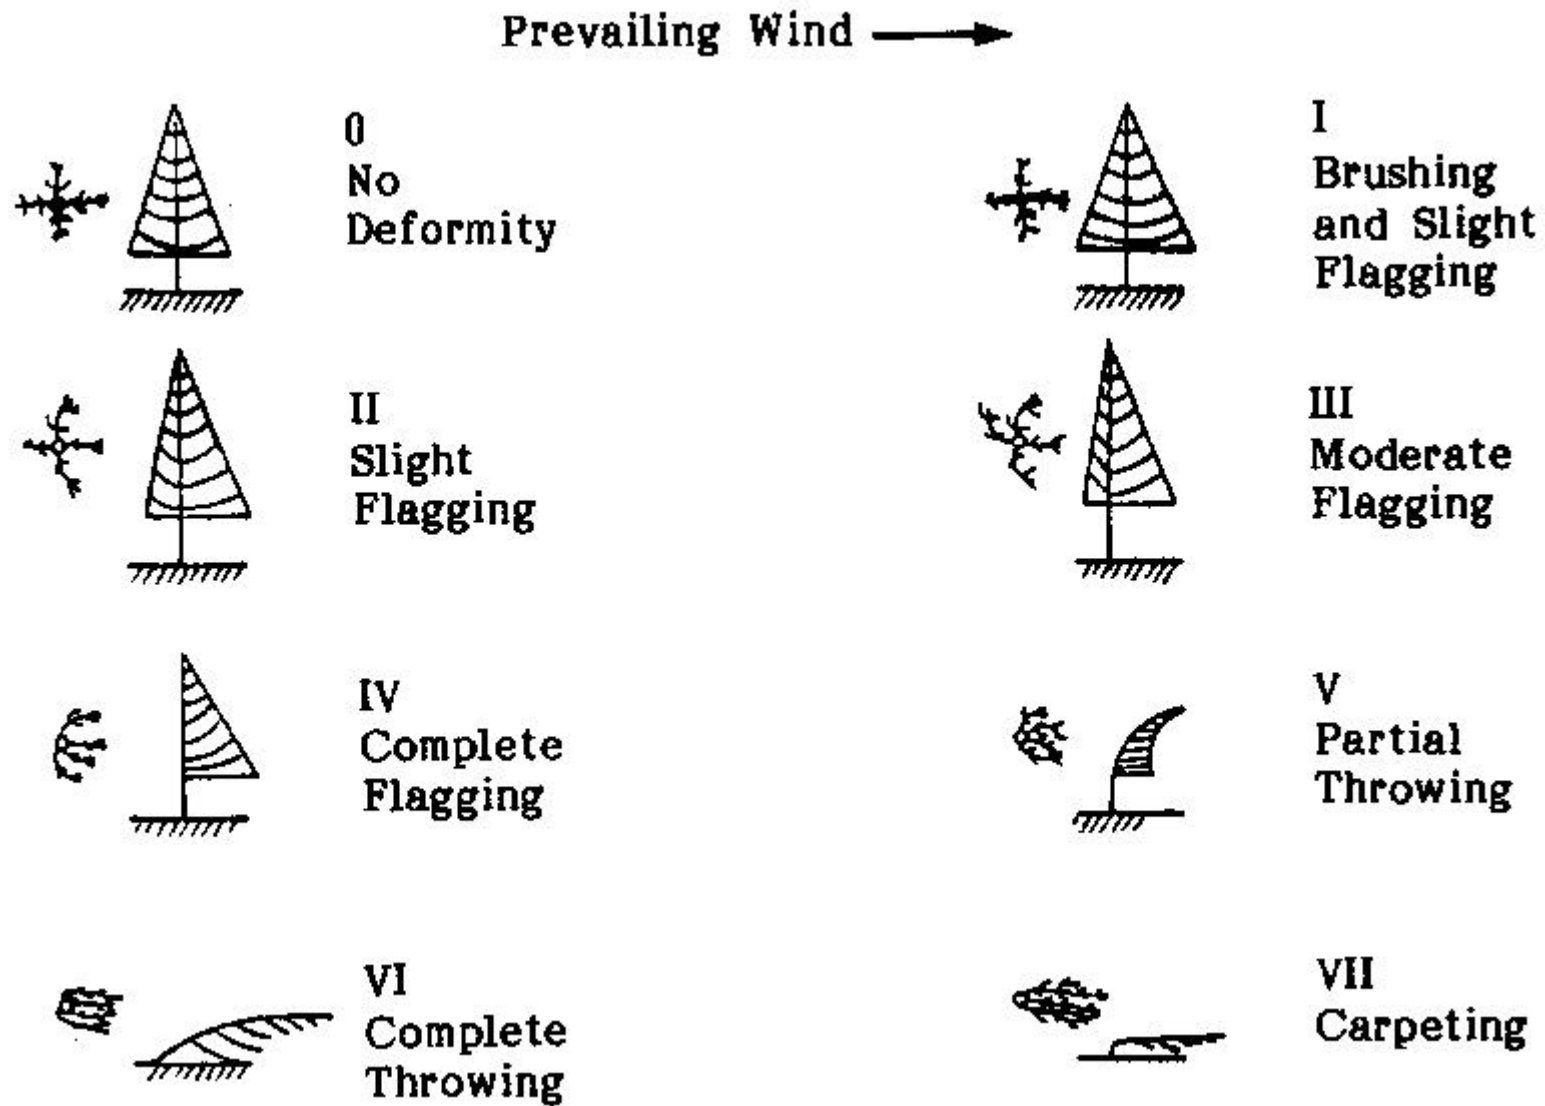 Prevailing Wind
0
No
Deformity
I
Brushing
and Slight
Flagging
II
Slight
Flagging
III
Moderate
Flagging
IV
Complete
Flagging
V
Partial
Throwing
VI
Complete
Throwing
VII
Carpeting